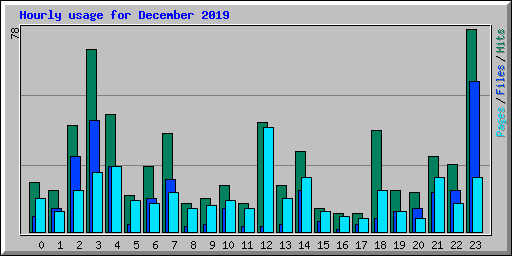 Hourly usage for December 2019
78
Pages / Files / Hits
0 1 2 3 4 5 6 7 8 9 10 11 12 13 14 15 16 17 18 19 20 21 22 23